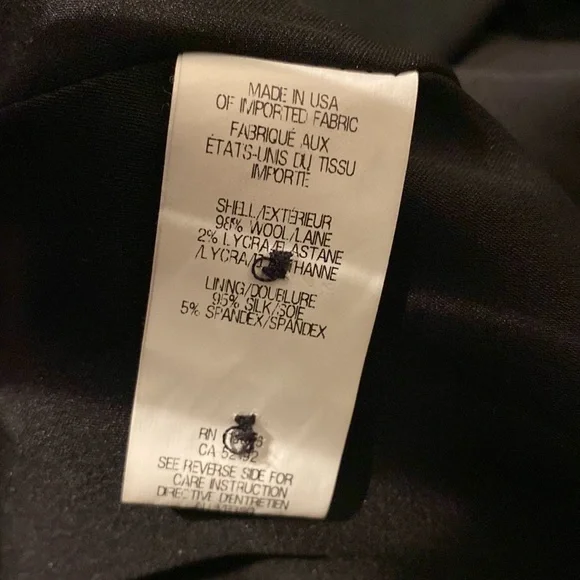 MADE IN USA
OF IMPORTED FABRIC
FABRIQUÉ AUX
ÉTATS-UNIS DU TISSU
IMPORTÉ
SHELL/EXTÉRIEUR
98% WOOL/LAINE
2% LYCRA/ELASTANE
/LYCRA/
LINING/DOUBLURE
95% SILK/SOIE
5% SPANDEX/SPANDEX
RN
CA
SEE REVERSE SIDE FOR
CARE INSTRUCTION
DIRECTIVE D'ENTRETIEN